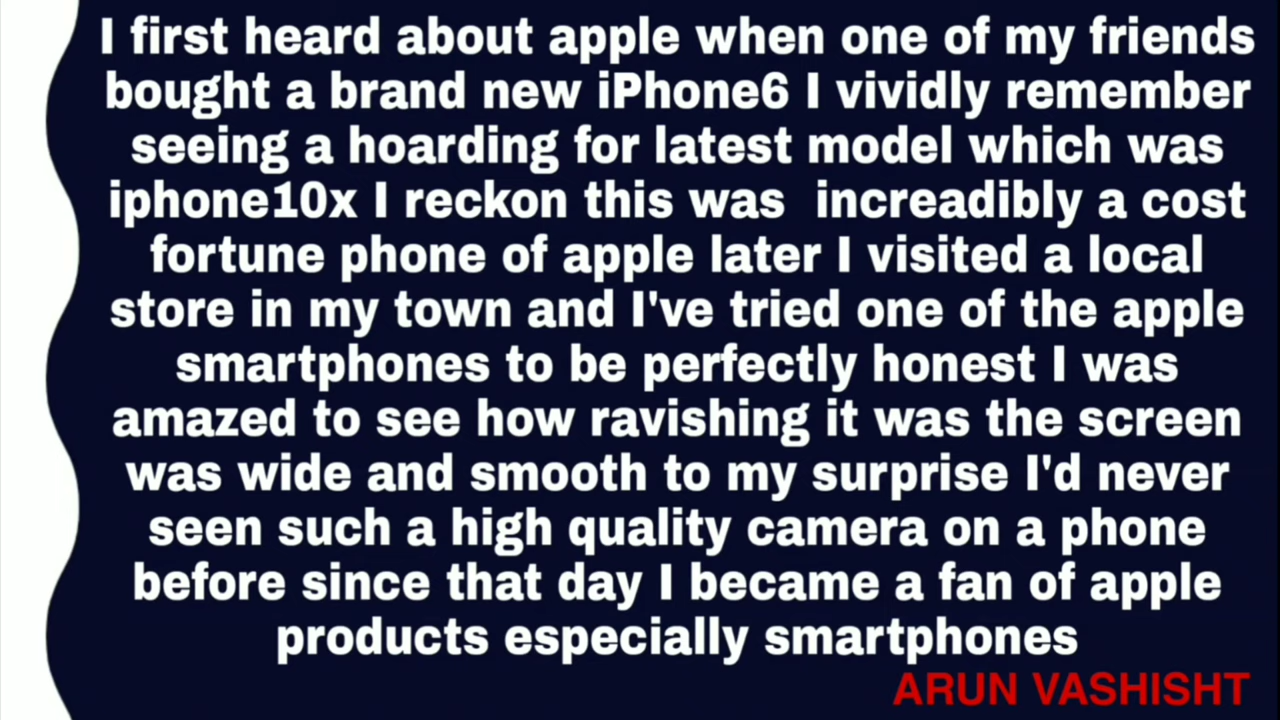 I first heard about apple when one of my friends
bought a brand new iPhone6 I vividly remember
seeing a hoarding for latest model which was
iphone10x I reckon this was increadibly a cost
fortune phone of apple later I visited a local
store in my town and I've tried one of the apple
smartphones to be perfectly honest I was
amazed to see how ravishing it was the screen
was wide and smooth to my surprise I'd never
seen such a high quality camera on a phone
before since that day I became a fan of apple
products especially smartphones
ARUN VASHISHT